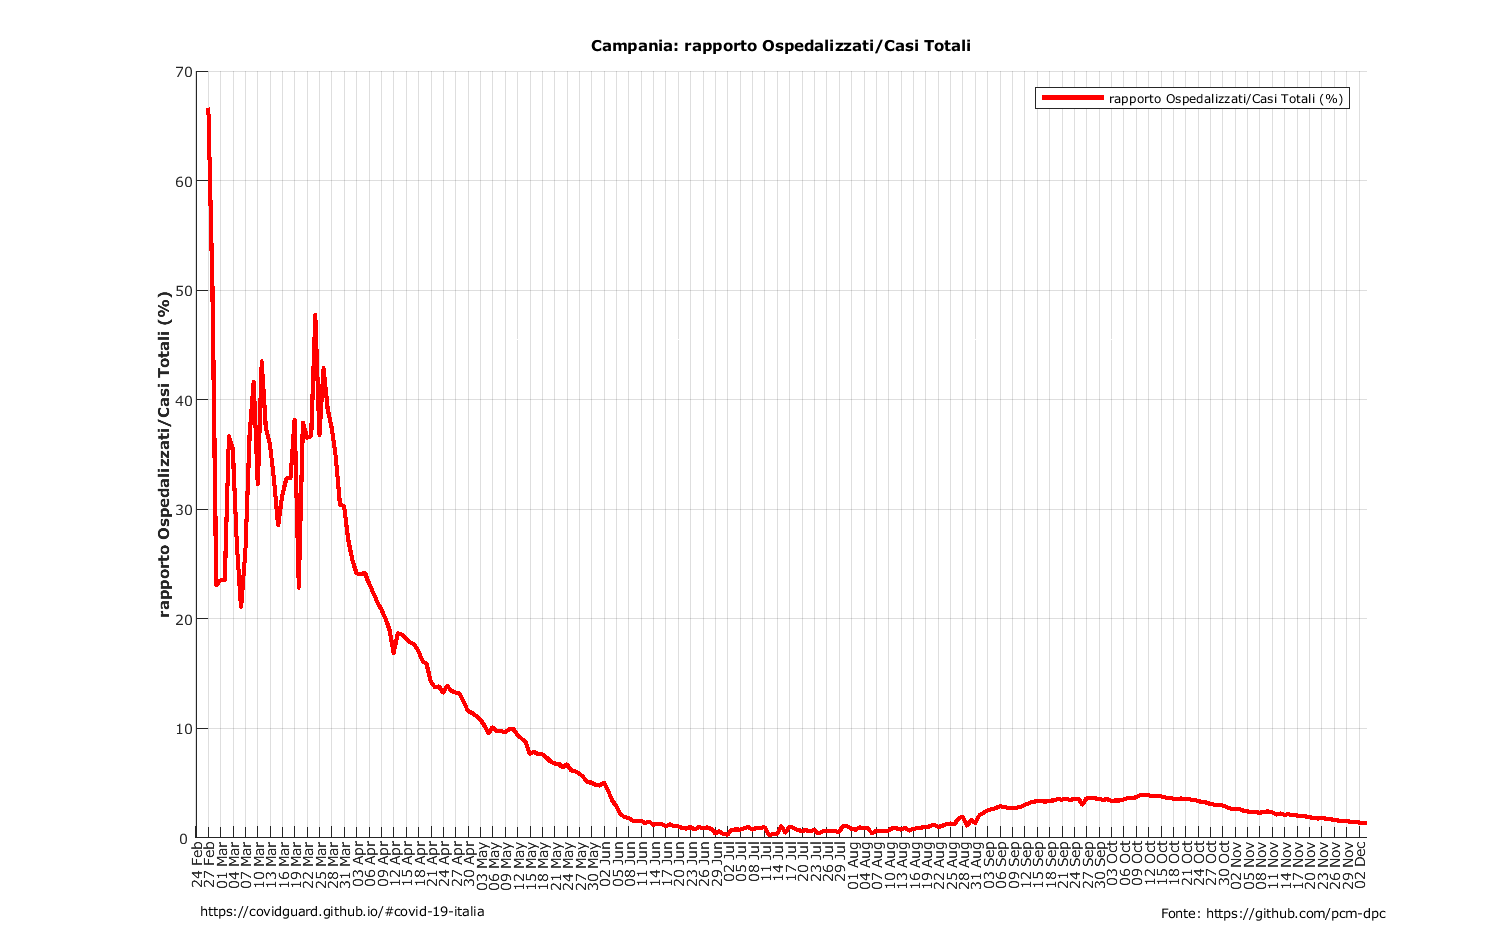 Campania: rapporto Ospedalizzati/Casi Totali
rapporto Ospedalizzati/Casi Totali (%)
rapporto Ospedalizzati/Casi Totali (%)
70
60
50
40
30
20
10
0
24 Feb
27 Feb
01 Mar
04 Mar
07 Mar
10 Mar
13 Mar
16 Mar
19 Mar
22 Mar
25 Mar
28 Mar
31 Mar
03 Apr
06 Apr
09 Apr
12 Apr
15 Apr
18 Apr
21 Apr
24 Apr
27 Apr
30 Apr
03 May
06 May
09 May
12 May
15 May
18 May
21 May
24 May
27 May
30 May
02 Jun
05 Jun
08 Jun
11 Jun
14 Jun
17 Jun
20 Jun
23 Jun
26 Jun
29 Jun
02 Jul
05 Jul
08 Jul
11 Jul
14 Jul
17 Jul
20 Jul
23 Jul
26 Jul
29 Jul
01 Aug
04 Aug
07 Aug
10 Aug
13 Aug
16 Aug
19 Aug
22 Aug
25 Aug
28 Aug
31 Aug
03 Sep
06 Sep
09 Sep
12 Sep
15 Sep
18 Sep
21 Sep
24 Sep
27 Sep
30 Sep
03 Oct
06 Oct
09 Oct
12 Oct
15 Oct
18 Oct
21 Oct
24 Oct
27 Oct
30 Oct
02 Nov
05 Nov
08 Nov
11 Nov
14 Nov
17 Nov
20 Nov
23 Nov
26 Nov
29 Nov
02 Dec
https://covidguard.github.io/#covid-19-italia
Fonte: https://github.com/pcm-dpc